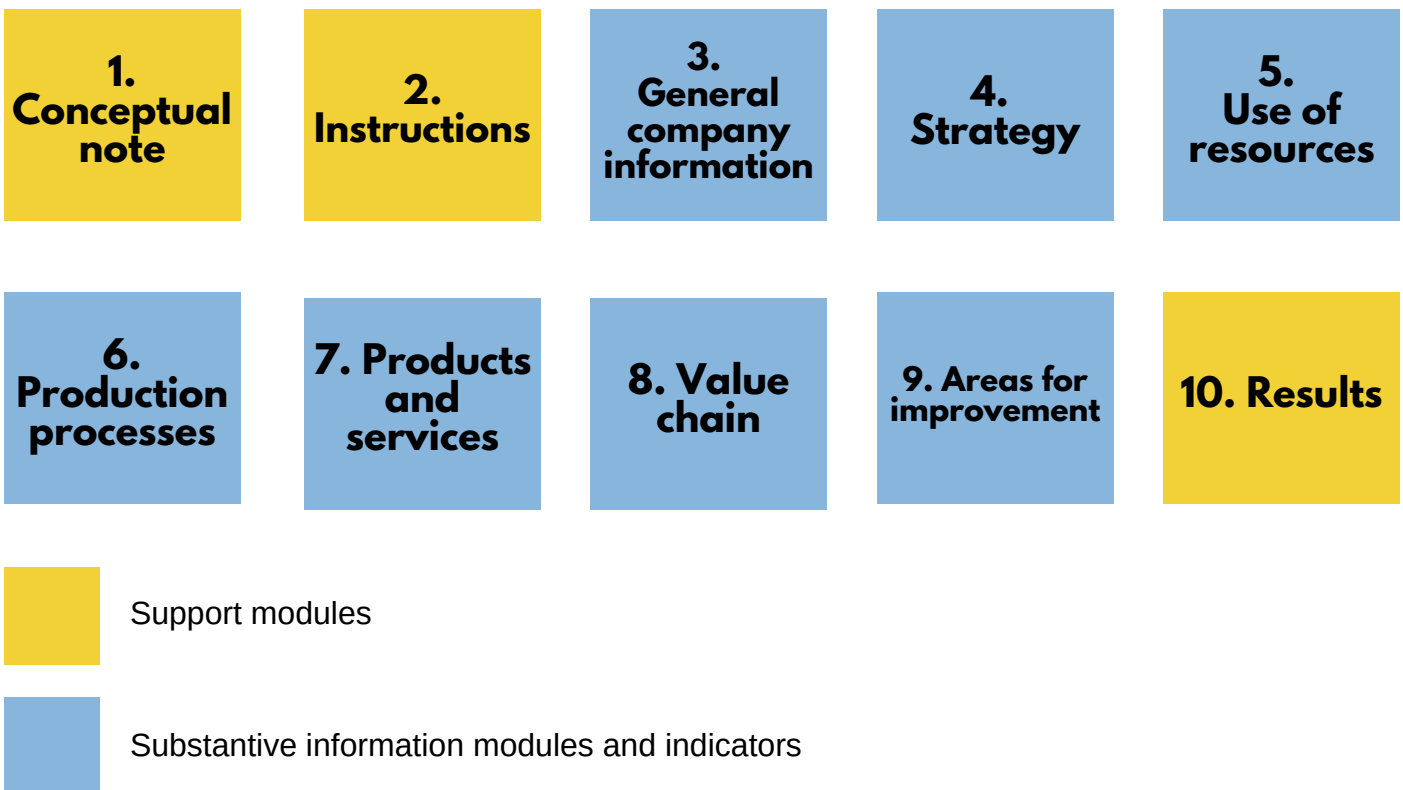 1.
Conceptual
note
2.
Instructions
3.
General
company
information
4.
Strategy
5.
Use of
resources
6.
Production
processes
7. Products
and
services
8. Value
chain
9. Areas for
improvement
10. Results
Support modules
Substantive information modules and indicators